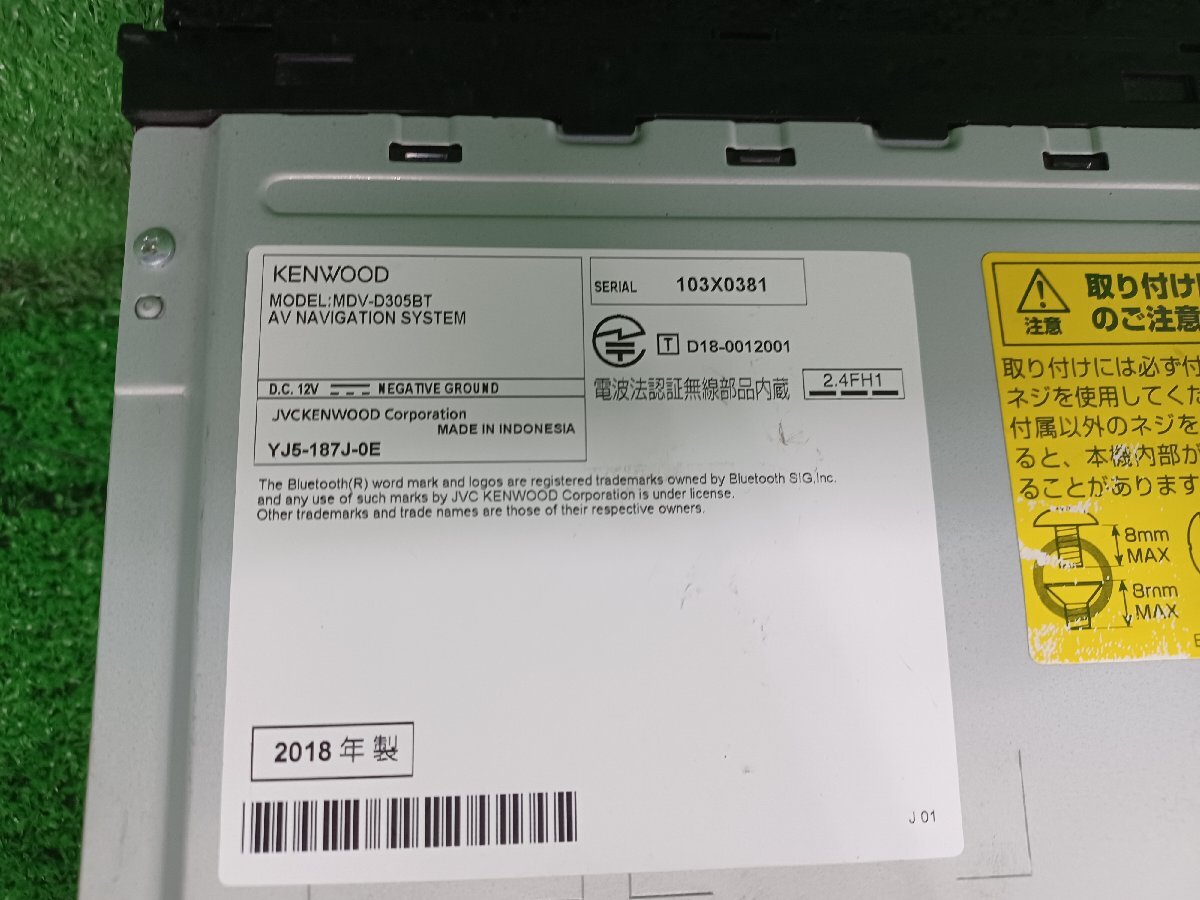 KENWOOD
MODEL:MDV-D305BT
AV NAVIGATION SYSTEM
D.C. 12V NEGATIVE GROUND
JVCKENWOOD Corporation
MADE IN INDONESIA
YJ5-187J-0E
SERIAL 103X0381
T D18-0012001
電波法認証無線部品内蔵 2.4FH1
The Bluetooth(R) word mark and logos are registered trademarks owned by Bluetooth SIG,Inc.
and any use of such marks by JVC KENWOOD Corporation is under license.
Other trademarks and trade names are those of their respective owners.
2018 年 製
J 01
注意
取り付け
のご注意
取り付けには必ず付
ネジを使用してくだ
付属以外のネジを
ると、本機内部が
ることがあります
8mm
MAX
8mm
MAX